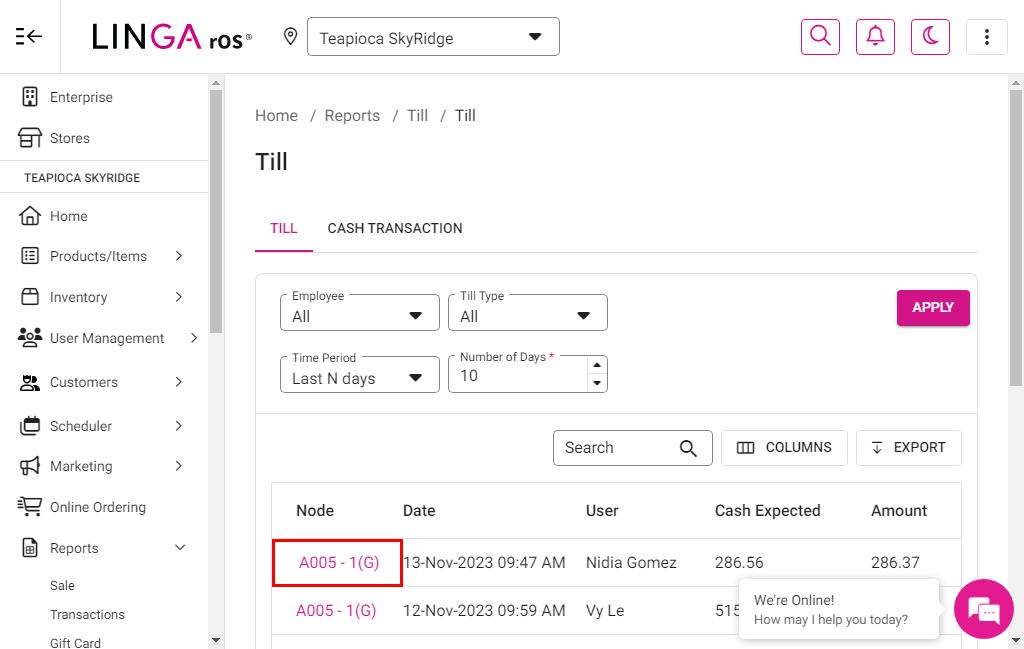 LINGA ros®
Teapioca SkyRidge
Enterprise
Stores
TEAPIOCA SKYRIDGE
Home
Products/Items
Inventory
User Management
Customers
Scheduler
Marketing
Online Ordering
Reports
Sale
Transactions
Gift Card
Home / Reports / Till / Till
Till
TILL CASH TRANSACTION
Employee Till Type
All All APPLY
Time Period Number of Days *
Last N days 10
Search COLUMNS EXPORT
Node Date User Cash Expected Amount
A005 - 1(G) 13-Nov-2023 09:47 AM Nidia Gomez 286.56 286.37
A005 - 1(G) 12-Nov-2023 09:59 AM Vy Le 515
We're Online!
How may I help you today?